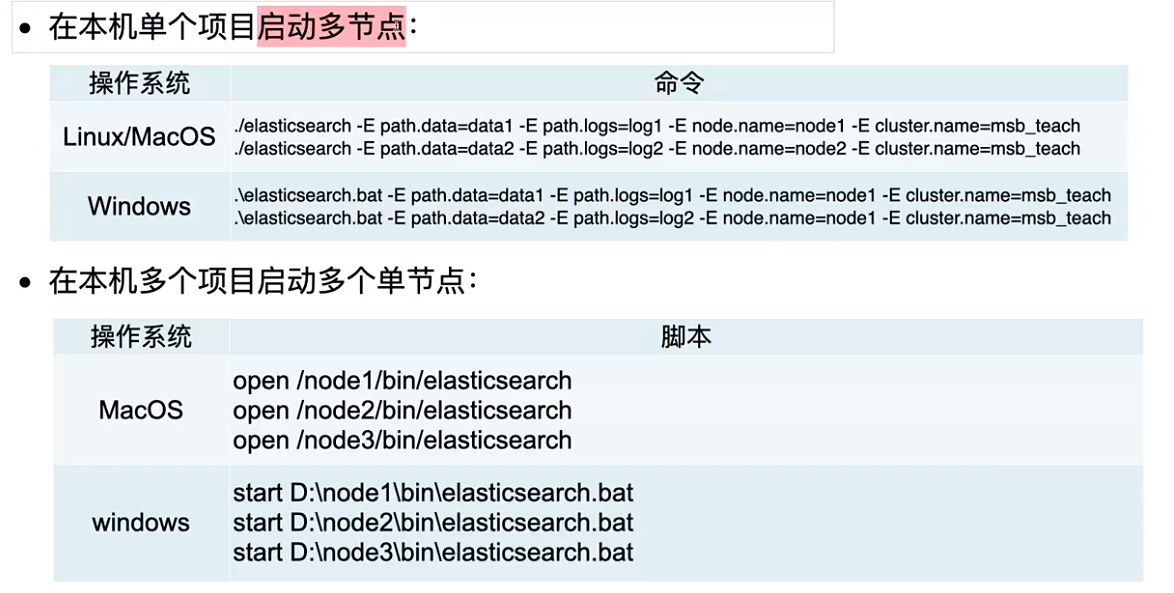 在本机单个项目启动多节点：
操作系统 命令
Linux/MacOS
./elasticsearch -E path.data=data1 -E path.logs=log1 -E node.name=node1 -E cluster.name=msb_teach
./elasticsearch -E path.data=data2 -E path.logs=log2 -E node.name=node2 -E cluster.name=msb_teach
Windows
.\elasticsearch.bat -E path.data=data1 -E path.logs=log1 -E node.name=node1 -E cluster.name=msb_teach
.\elasticsearch.bat -E path.data=data2 -E path.logs=log2 -E node.name=node1 -E cluster.name=msb_teach
在本机多个项目启动多个单节点：
操作系统 脚本
MacOS
open /node1/bin/elasticsearch
open /node2/bin/elasticsearch
open /node3/bin/elasticsearch
windows
start D:\node1\bin\elasticsearch.bat
start D:\node2\bin\elasticsearch.bat
start D:\node3\bin\elasticsearch.bat